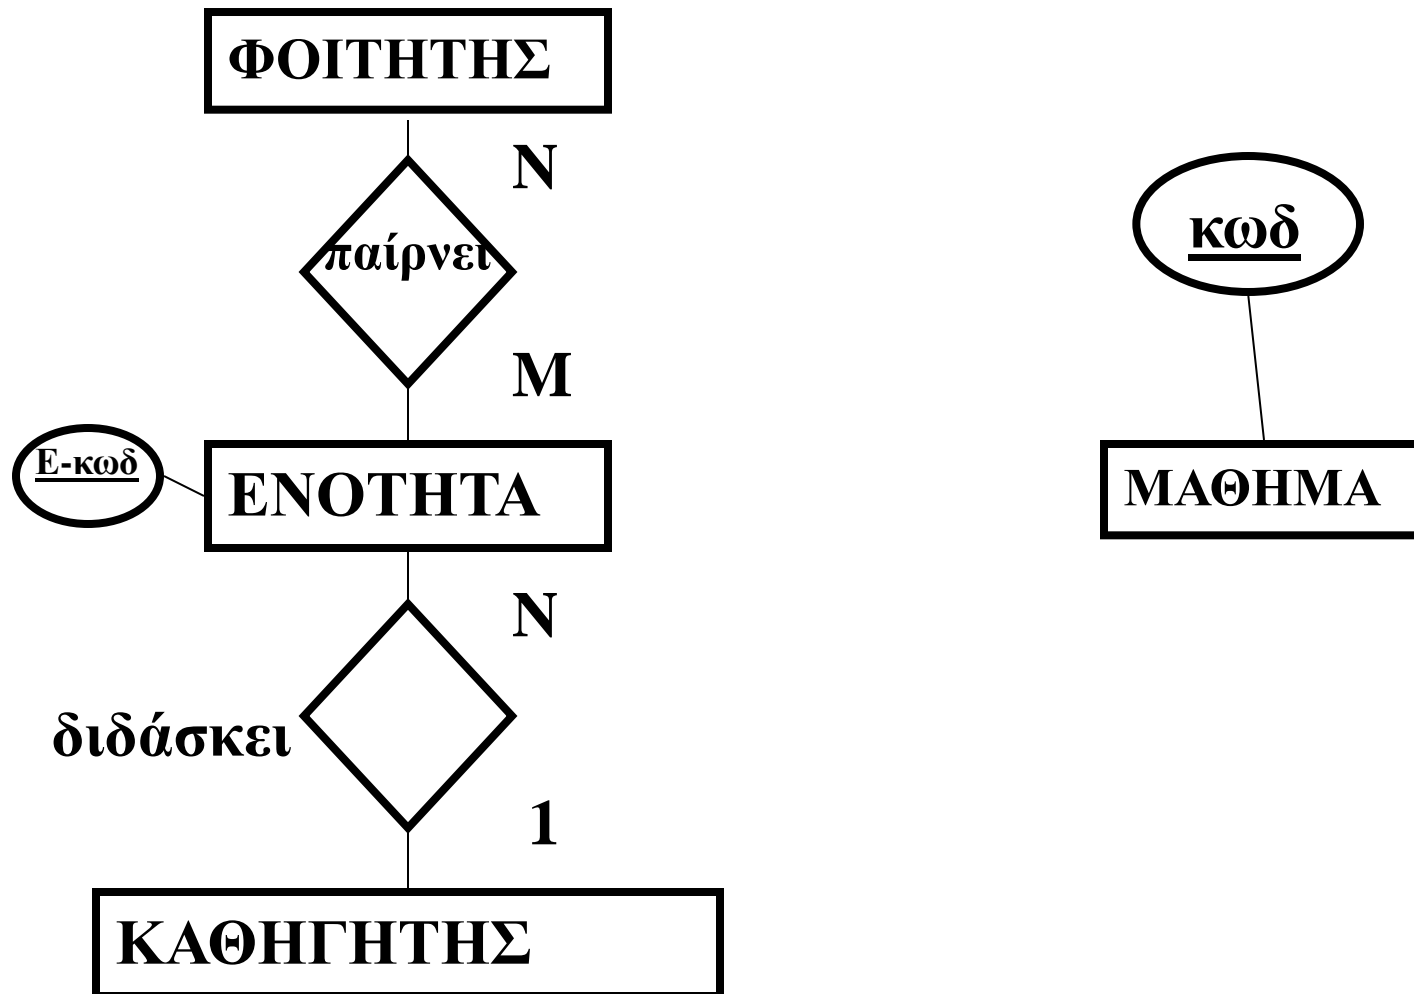 ΦΟΙΤΗΤΗΣ
Ν
κωδ
παίρνει
Μ
Ε-κωδ
ΕΝΟΤΗΤΑ
ΜΑΘΗΜΑ
Ν
διδάσκει
1
ΚΑΘΗΓΗΤΗΣ